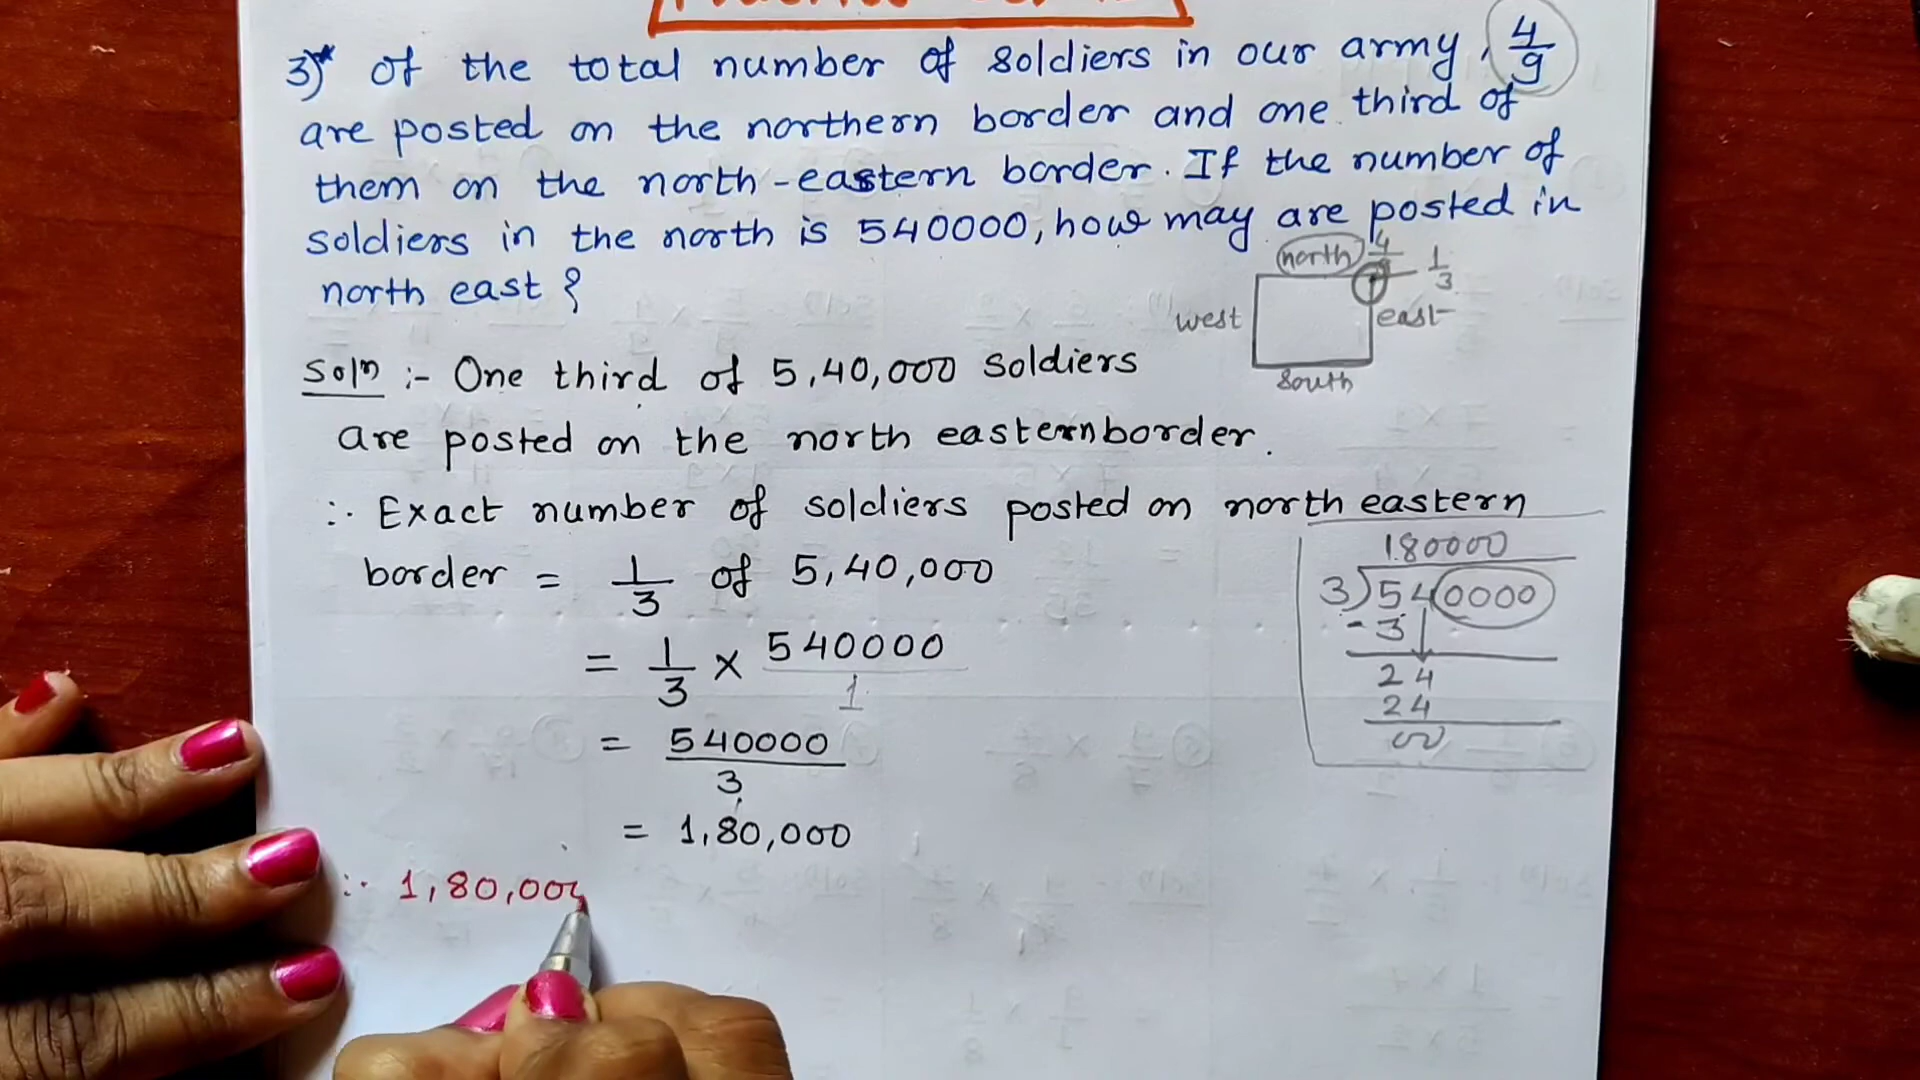 3)* of the total number of soldiers in our army, 4/9
are posted on the northern border and one third of
them on the north-eastern border. If the number of
soldiers in the north is 540000, how may are posted in
north east ?
north 4/9 1/3
west east
south
Soln :- One third of 5,40,000 soldiers
are posted on the north eastern border.
∴ Exact number of soldiers posted on north eastern
border = 1/3 of 5,40,000
= 1/3 × 540000/1
= 540000/3
= 1,80,000
∴ 1,80,000
180000
3)540000
-3
24
24
00